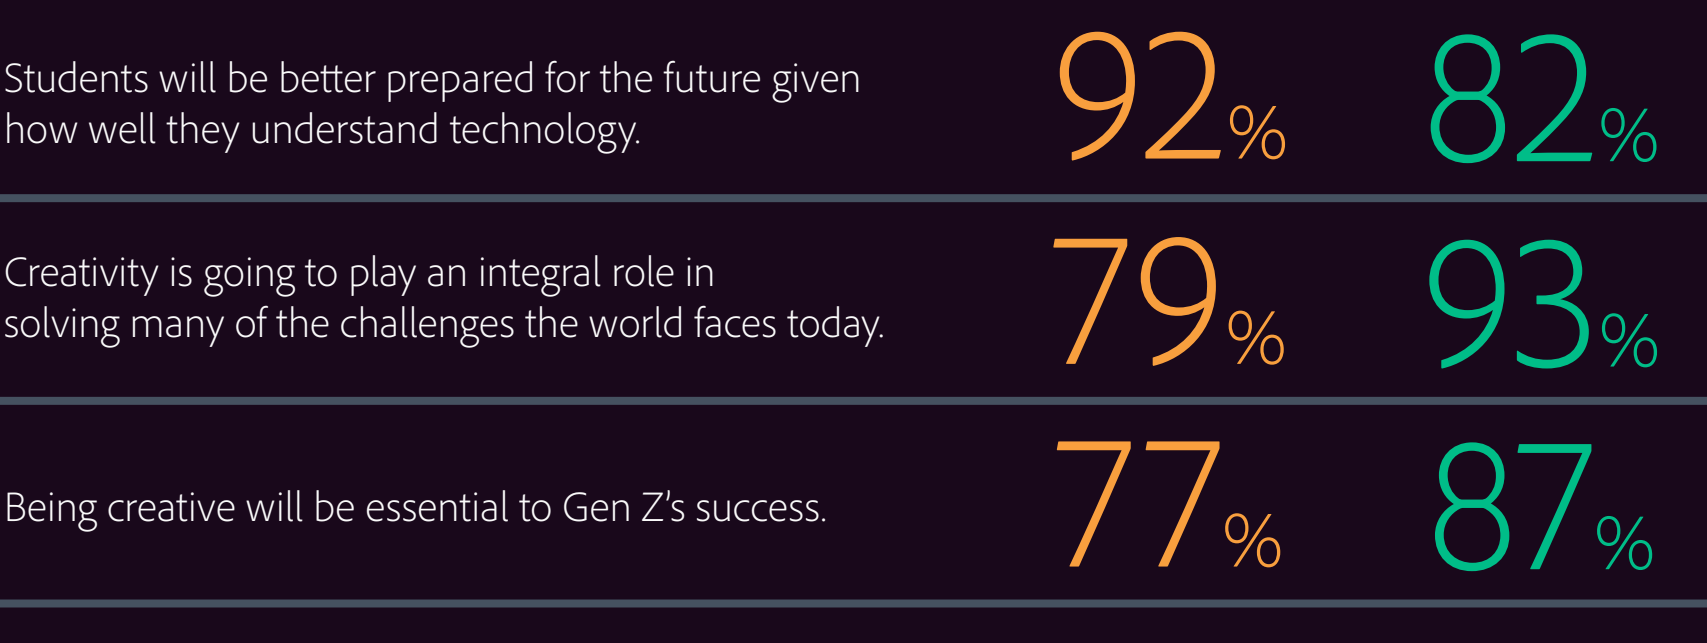 Students will be better prepared for the future given
how well they understand technology.
92% 82%
Creativity is going to play an integral role in
solving many of the challenges the world faces today.
79% 93%
Being creative will be essential to Gen Z’s success.
77% 87%